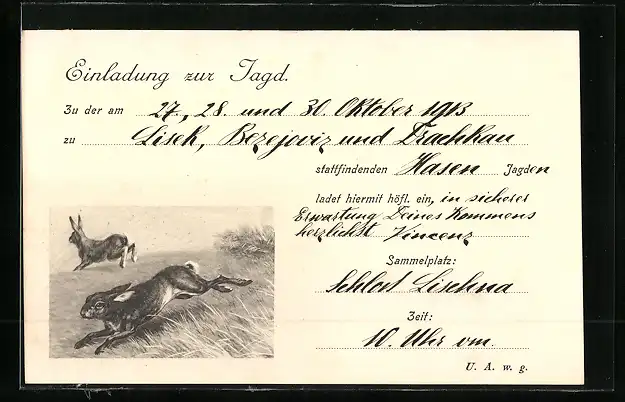 Einladung zur Jagd.
Zu der am 27., 28. und 30. Oktober 1913
zu Lisek, Bezejoviz und Drachkau
stattfindenden Hasen Jagden
ladet hiermit höfl. ein, in sicherer
Erwartung Deines Kommens
herzlichst Vincenz
Sammelplatz:
Schloß Lischna
Zeit:
10. Uhr vm.
U. A. w. g.